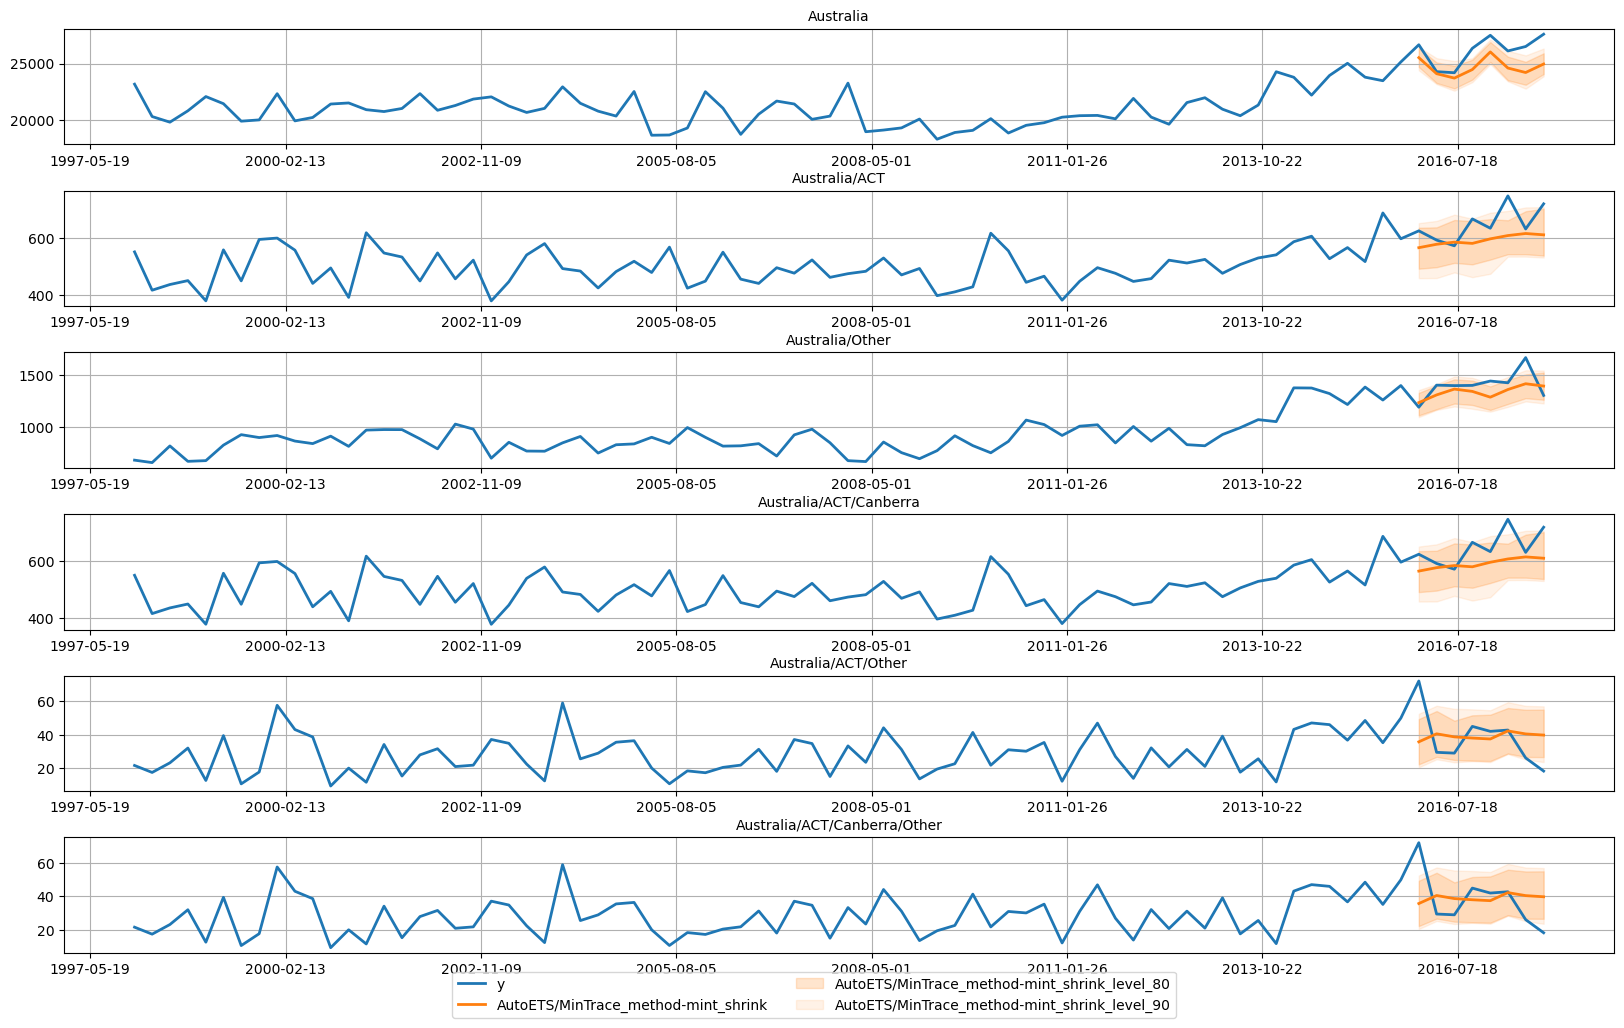 Australia
25000
20000
1997-05-19 2000-02-13 2002-11-09 2005-08-05 2008-05-01 2011-01-26 2013-10-22 2016-07-18
Australia/ACT
600
400
1997-05-19 2000-02-13 2002-11-09 2005-08-05 2008-05-01 2011-01-26 2013-10-22 2016-07-18
Australia/Other
1500
1000
1997-05-19 2000-02-13 2002-11-09 2005-08-05 2008-05-01 2011-01-26 2013-10-22 2016-07-18
Australia/ACT/Canberra
600
400
1997-05-19 2000-02-13 2002-11-09 2005-08-05 2008-05-01 2011-01-26 2013-10-22 2016-07-18
Australia/ACT/Other
60
40
20
1997-05-19 2000-02-13 2002-11-09 2005-08-05 2008-05-01 2011-01-26 2013-10-22 2016-07-18
Australia/ACT/Canberra/Other
60
40
20
1997-05-19 2000-02-13 2002-11-09 2005-08-05 2008-05-01 2011-01-26 2013-10-22 2016-07-18
y
AutoETS/MinTrace_method-mint_shrink
AutoETS/MinTrace_method-mint_shrink_level_80
AutoETS/MinTrace_method-mint_shrink_level_90